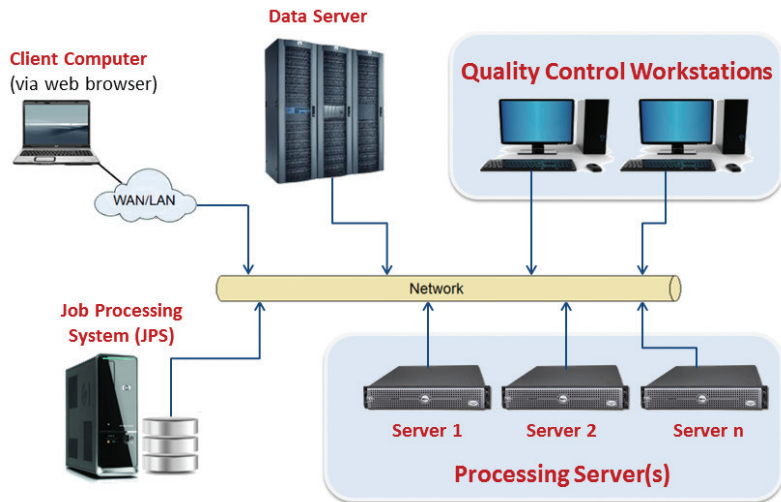 Data Server
Client Computer
(via web browser)
Quality Control Workstations
WAN/LAN
Network
Job Processing
System (JPS)
Server 1
Server 2
Server n
Processing Server(s)